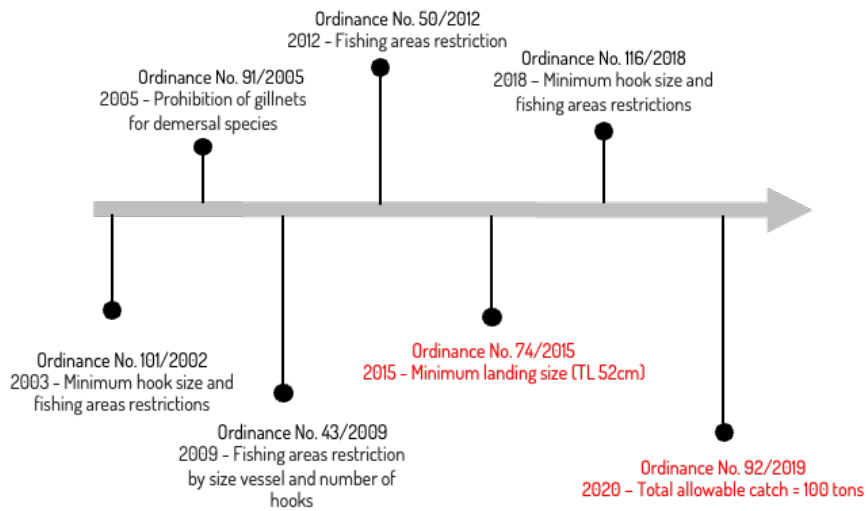 Ordinance No. 50/2012
2012 – Fishing areas restriction
Ordinance No. 116/2018
2018 – Minimum hook size and
fishing areas restrictions
Ordinance No. 91/2005
2005 – Prohibition of gillnets
for demersal species
Ordinance No. 101/2002
2003 – Minimum hook size and
fishing areas restrictions
Ordinance No. 74/2015
2015 – Minimum landing size (TL 52cm)
Ordinance No. 43/2009
2009 – Fishing areas restriction
by size vessel and number of
hooks
Ordinance No. 92/2019
2020 – Total allowable catch = 100 tons